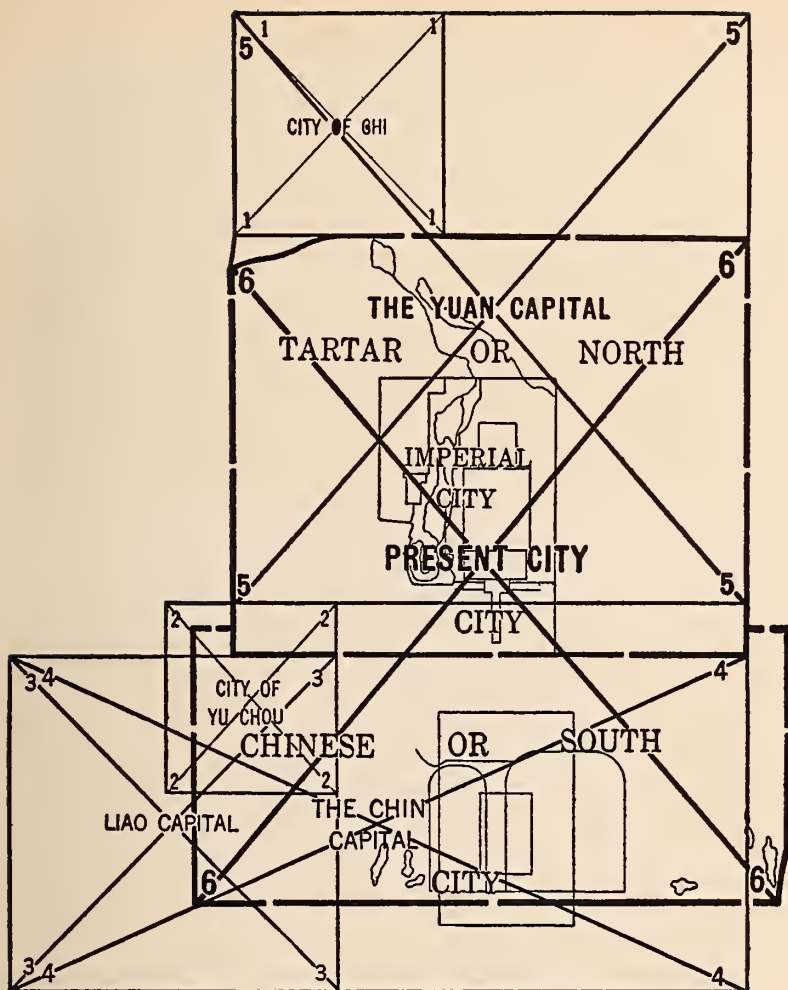 5 1 1 5
CITY OF CHI
1 1
6 6
THE YUAN CAPITAL
TARTAR OR NORTH
IMPERIAL
CITY
PRESENT CITY
5 5
2 2
CITY
3 4 3 4
CITY OF
YU CHOU
CHINESE OR SOUTH
2 2
THE CHIN
LIAO CAPITAL
CAPITAL
6 CITY 6
3 4 3 4